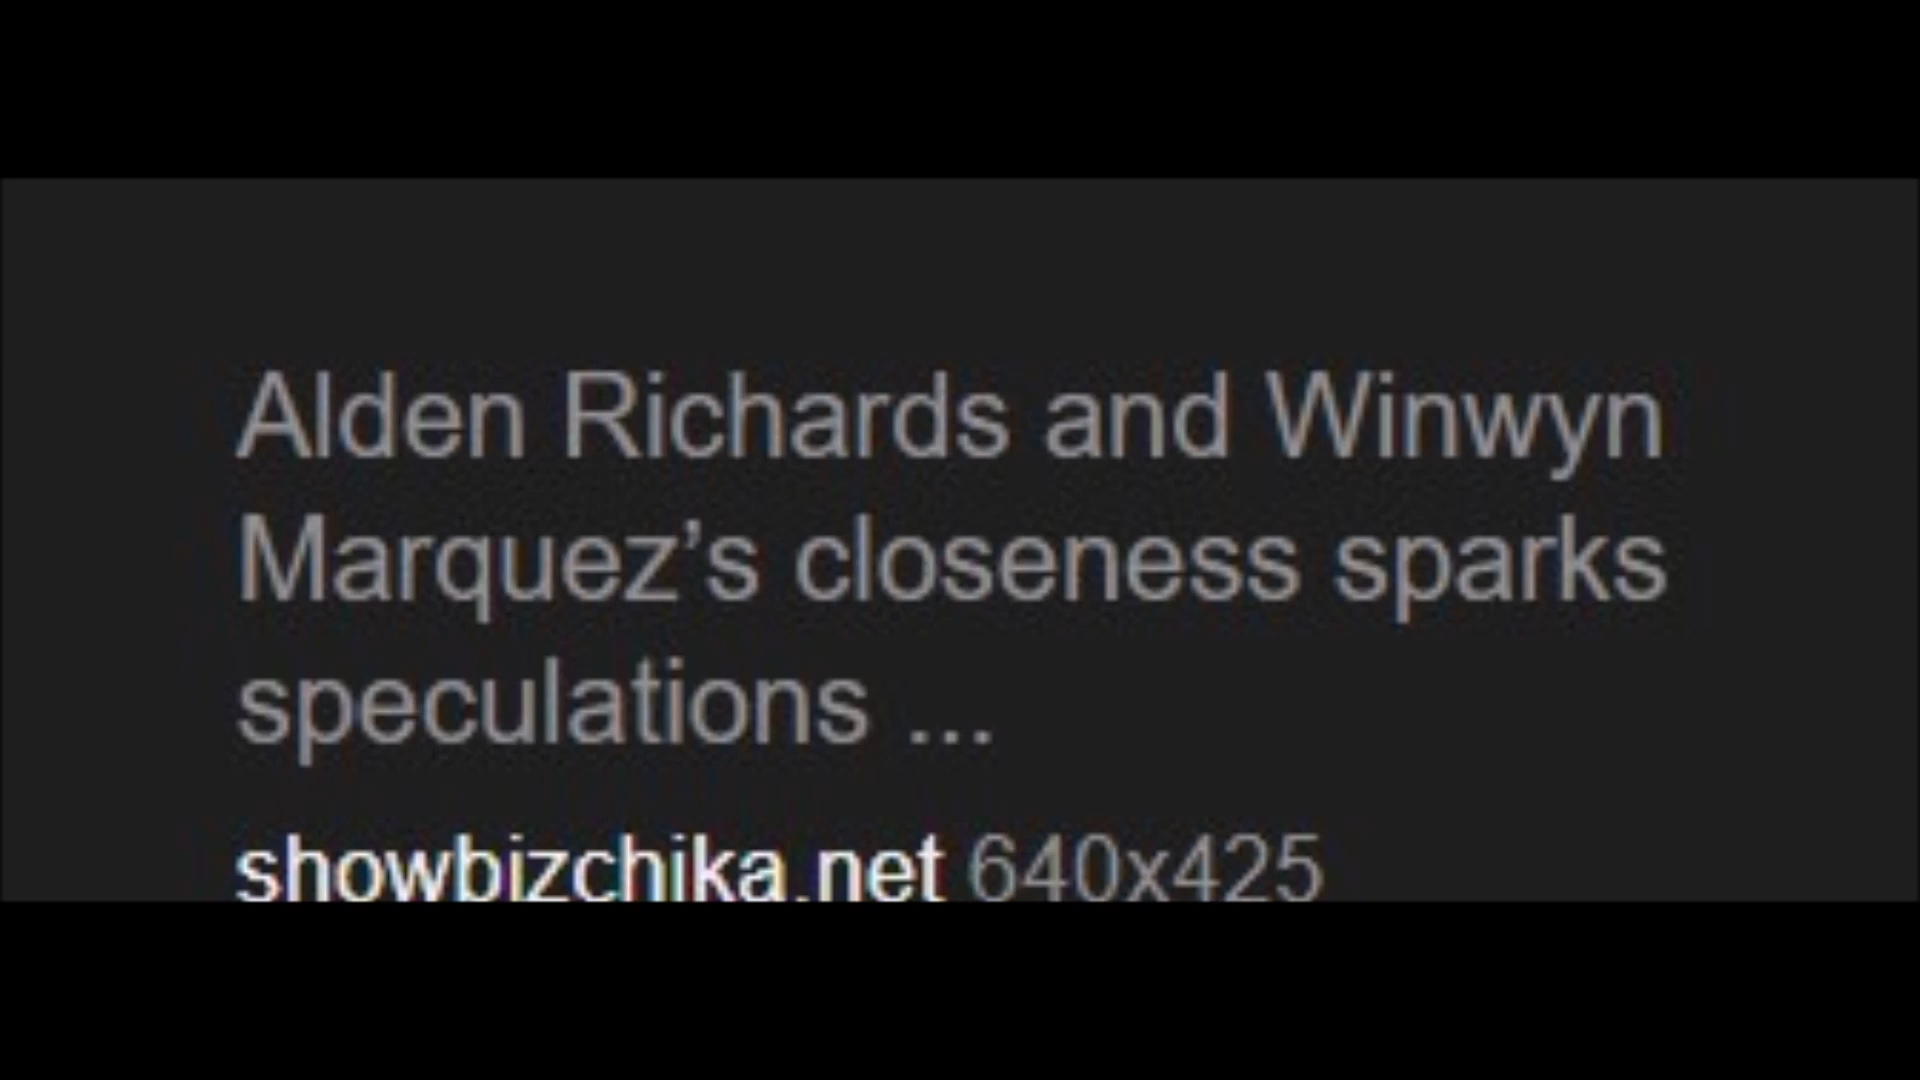 Alden Richards and Winwyn
Marquez’s closeness sparks
speculations ...
showbizchika.net 640x425